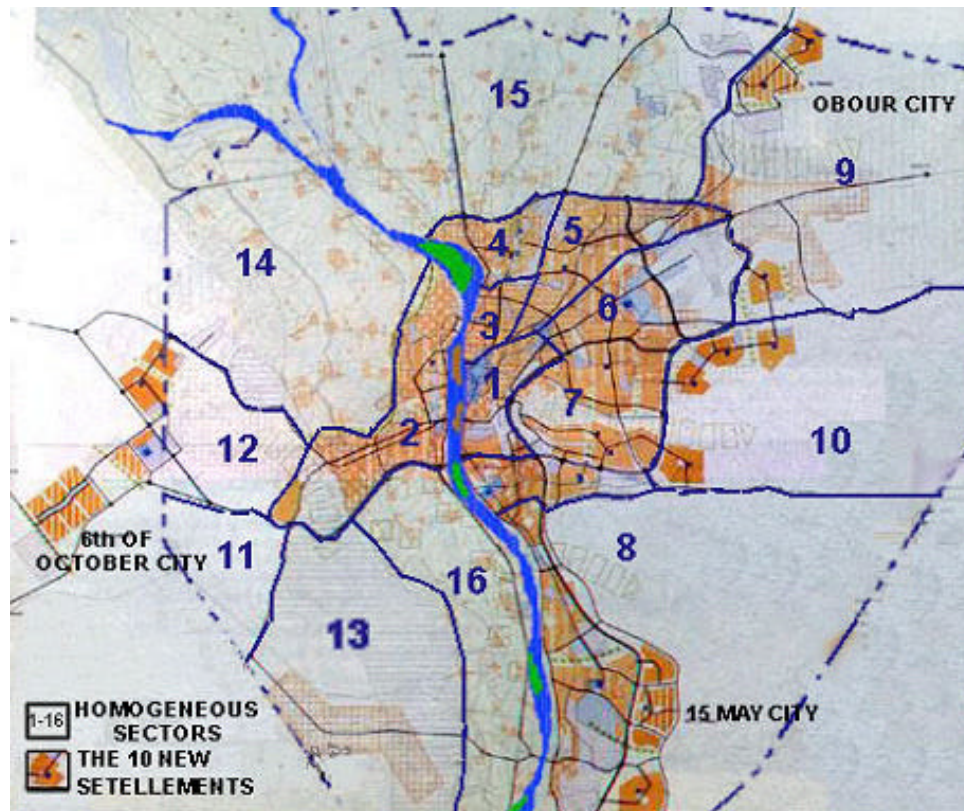 15
OBOUR CITY
9
4
5
14
6
3
1
7
2
12
10
6th OF
OCTOBER CITY
11
8
16
13
15 MAY CITY
1-16
HOMOGENEOUS
SECTORS
THE 10 NEW
SETELLEMENTS